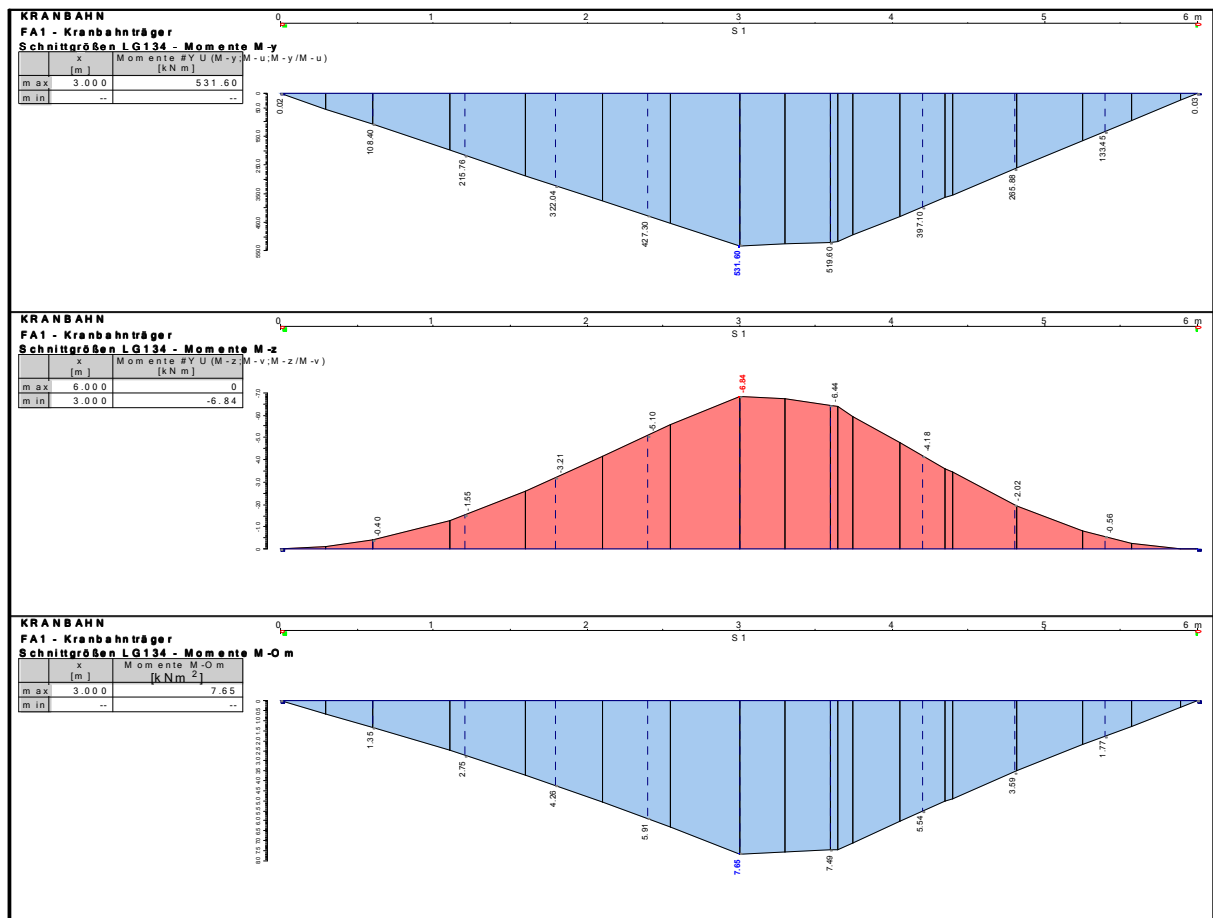 KRANBAHN
0 1 2 3 4 5 6 m
FA1 - Kranbahnträger
S 1
Schnittgrößen LG134 - Momente M-y
x Momente #Y U (M-y;M-u;M-y/M-u)
[m] [kNm]
max 3.000 531.60
min -- --
0.02 108.40 215.76 322.04 427.30 531.60 519.60 397.10 265.88 133.45 0.03
KRANBAHN
0 1 2 3 4 5 6 m
FA1 - Kranbahnträger
S 1
Schnittgrößen LG134 - Momente M-z
x Momente #Y U (M-z;M-v;M-z/M-v)
[m] [kNm]
max 6.000 0
min 3.000 -6.84
-0.40 -1.55 -3.21 -5.10 -6.84 -6.44 -4.18 -2.02 -0.56
KRANBAHN
0 1 2 3 4 5 6 m
FA1 - Kranbahnträger
S 1
Schnittgrößen LG134 - Momente M-Om
x Momente M-Om
[m] [kNm²]
max 3.000 7.65
min -- --
1.35 2.75 4.26 5.91 7.65 7.49 5.54 3.59 1.77